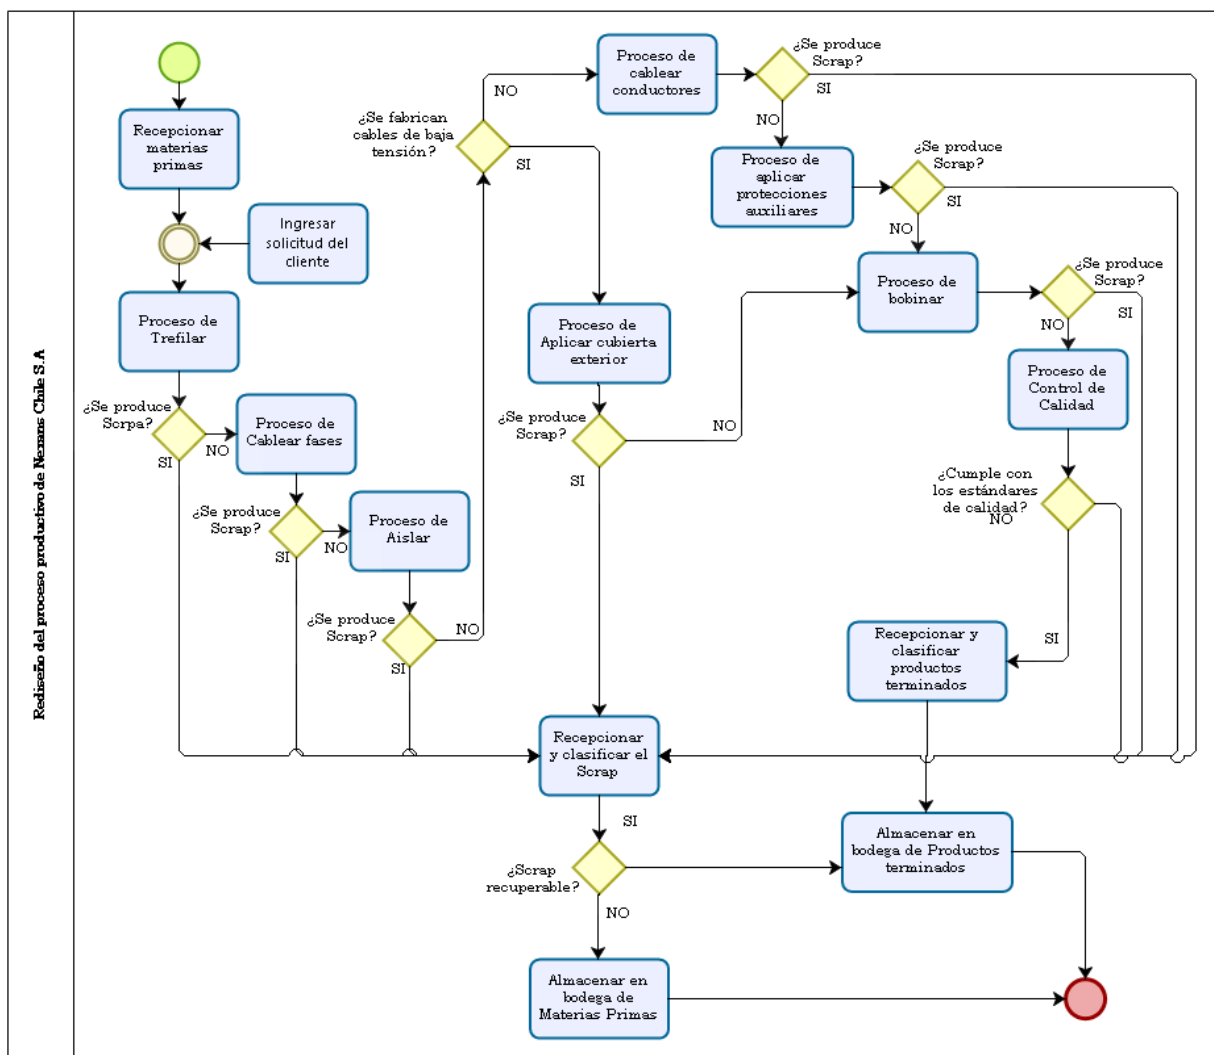 Rediseño del proceso productivo de Nexans Chile S.A
Recepcionar
materias
primas
Ingresar
solicitud del
cliente
Proceso de
Trefilar
¿Se produce
Scrpa?
SI
NO
Proceso de
Cablear fases
¿Se produce
Scrap?
SI
NO
Proceso de
Aislar
¿Se produce
Scrap?
SI
NO
¿Se fabrican
cables de baja
tensión?
NO
SI
Proceso de
cablear
conductores
¿Se produce
Scrap?
SI
NO
Proceso de
aplicar
protecciones
auxiliares
¿Se produce
Scrap?
SI
NO
Proceso de
Aplicar cubierta
exterior
¿Se produce
Scrap?
SI
NO
Proceso de
bobinar
¿Se produce
Scrap?
SI
NO
Proceso de
Control de
Calidad
¿Cumple con
los estándares
de calidad?
NO
SI
Recepcionar y
clasificar
productos
terminados
Recepcionar
y clasificar el
Scrap
SI
¿Scrap
recuperable?
NO
Almacenar en
bodega de Productos
terminados
Almacenar en
bodega de
Materias Primas